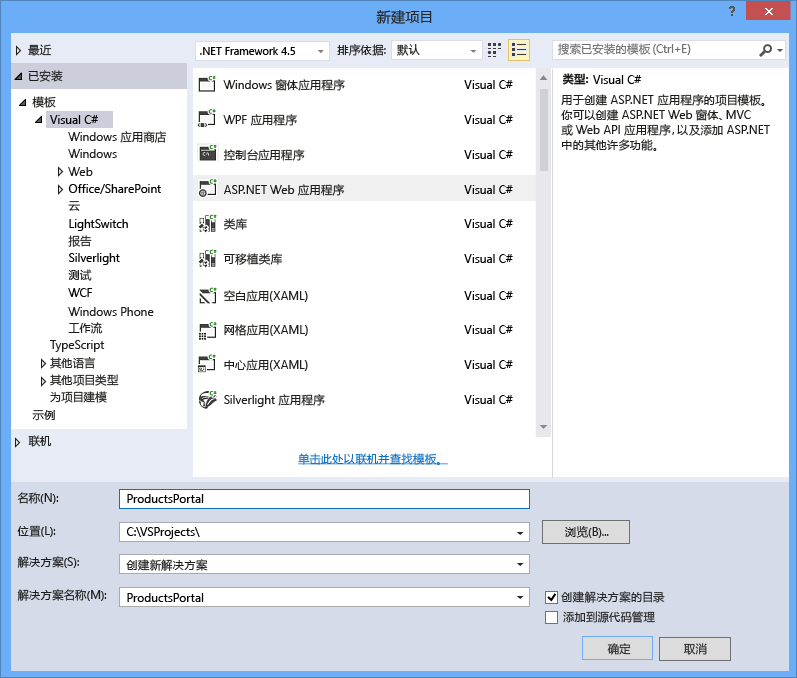 新建项目
?
最近
.NET Framework 4.5
排序依据:
默认
搜索已安装的模板(Ctrl+E)
已安装
模板
Visual C#
Windows 应用商店
Windows
Web
Office/SharePoint
云
LightSwitch
报告
Silverlight
测试
WCF
Windows Phone
工作流
TypeScript
其他语言
其他项目类型
为项目建模
示例
联机
Windows 窗体应用程序 Visual C#
WPF 应用程序 Visual C#
控制台应用程序 Visual C#
ASP.NET Web 应用程序 Visual C#
类库 Visual C#
可移植类库 Visual C#
空白应用(XAML) Visual C#
网格应用(XAML) Visual C#
中心应用(XAML) Visual C#
Silverlight 应用程序 Visual C#
单击此处以联机并查找模板。
类型: Visual C#
用于创建 ASP.NET 应用程序的项目模板。
你可以创建 ASP.NET Web 窗体、MVC
或 Web API 应用程序,以及添加 ASP.NET
中的其他许多功能。
名称(N): ProductsPortal
位置(L): C:\VSProjects\ 浏览(B)...
解决方案(S): 创建新解决方案
解决方案名称(M): ProductsPortal
创建解决方案的目录
添加到源代码管理
确定 取消